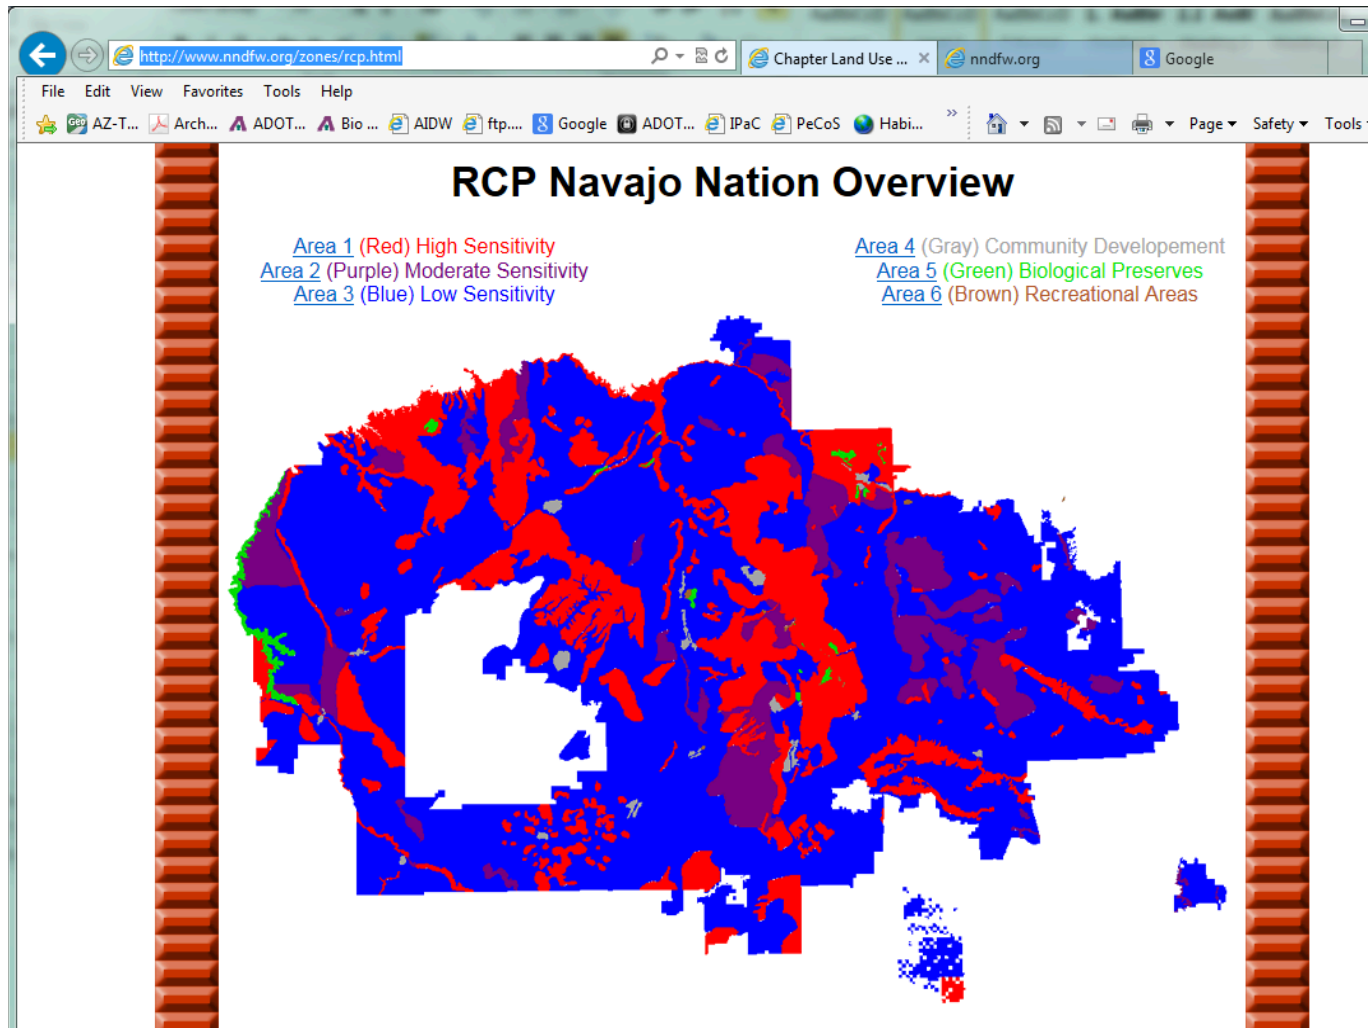 http://www.nndfw.org/zones/rcp.html
Chapter Land Use ...
nndfw.org
Google
File Edit View Favorites Tools Help
AZ-T... Arch... ADOT... Bio ... AIDW ftp.... Google ADOT... IPaC PeCoS Habi... Page Safety Tools
RCP Navajo Nation Overview
Area 1 (Red) High Sensitivity
Area 2 (Purple) Moderate Sensitivity
Area 3 (Blue) Low Sensitivity
Area 4 (Gray) Community Developement
Area 5 (Green) Biological Preserves
Area 6 (Brown) Recreational Areas